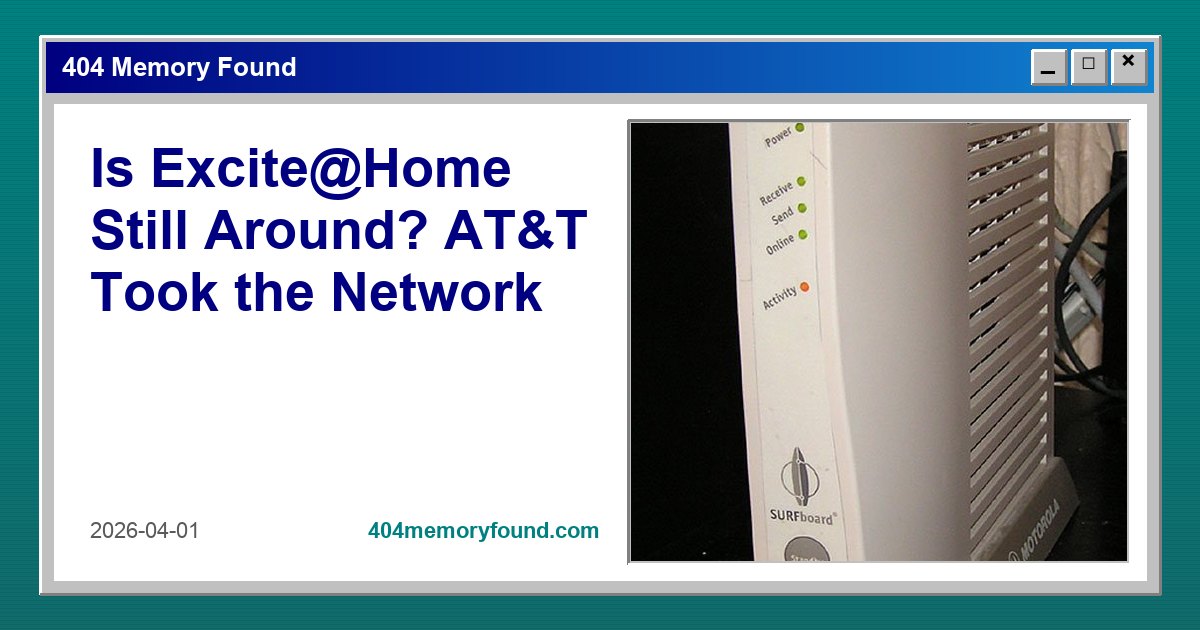 404 Memory Found
Is Excite@Home
Still Around? AT&T
Took the Network
2026-04-01
404memoryfound.com
Power
Receive
Send
Online
Activity
SURFboard®
Standby
MOTOROLA